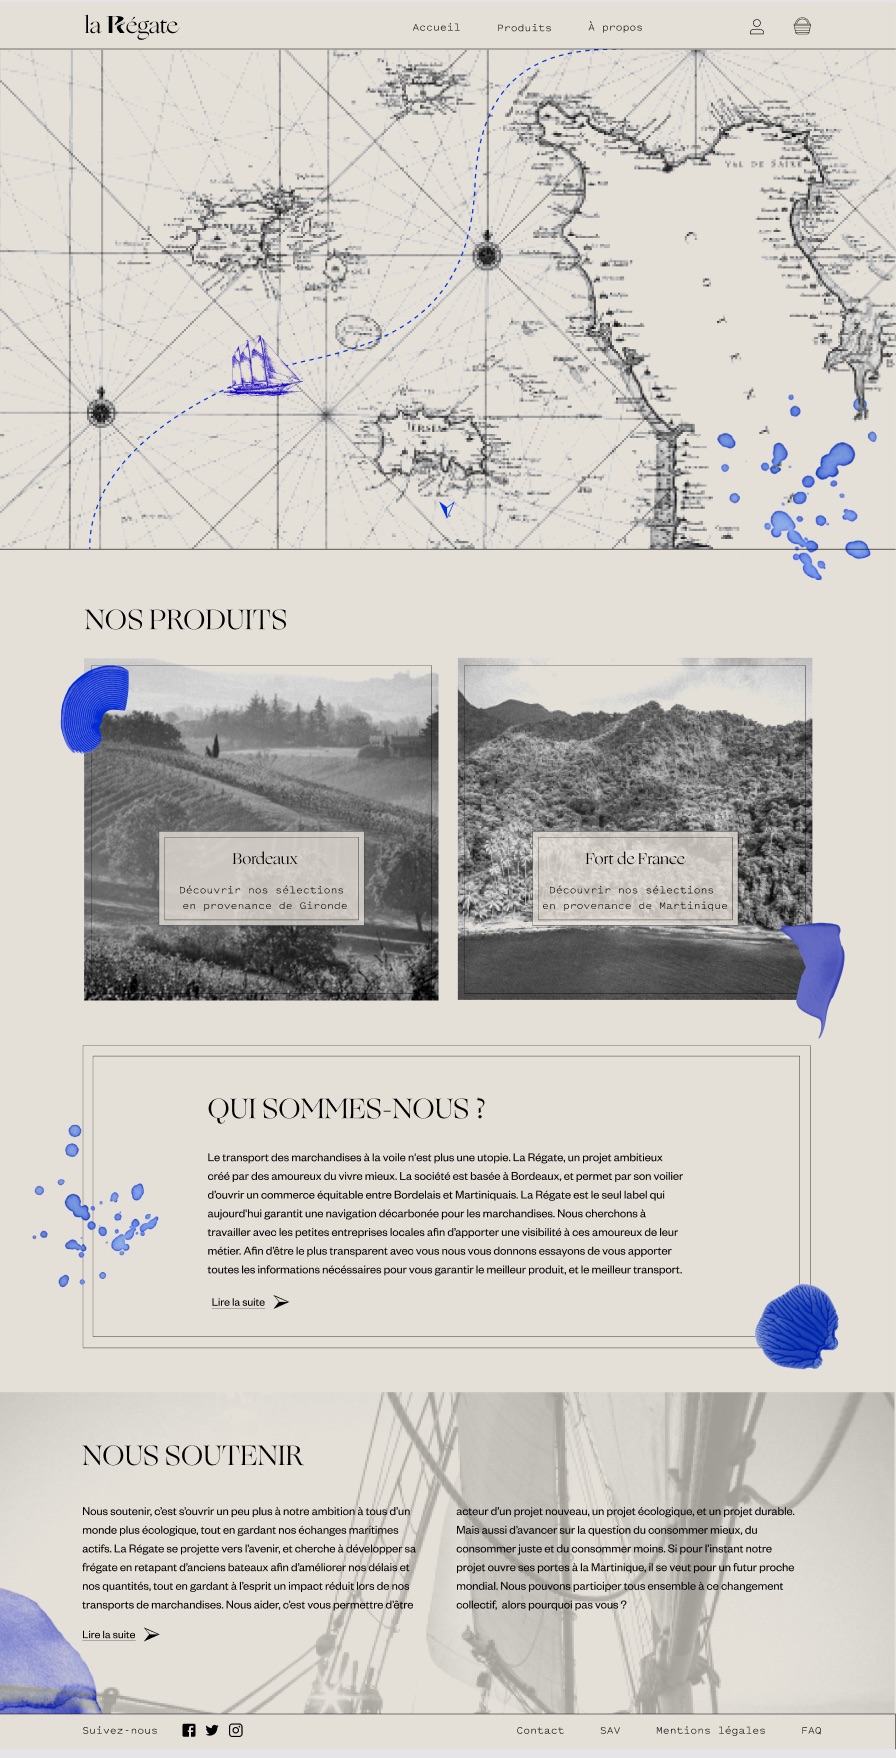 la Régate
Accueil
Produits
À propos
VAL DE SAIRE
IERSEY
NOS PRODUITS
Bordeaux
Découvrir nos sélections
en provenance de Gironde
Fort de France
Découvrir nos sélections
en provenance de Martinique
QUI SOMMES-NOUS ?
Le transport des marchandises à la voile n'est plus une utopie. La Régate, un projet ambitieux
créé par des amoureux du vivre mieux. La société est basée à Bordeaux, et permet par son voilier
d'ouvrir un commerce équitable entre Bordelais et Martiniquais. La Régate est le seul label qui
aujourd'hui garantit une navigation décarbonée pour les marchandises. Nous cherchons à
travailler avec les petites entreprises locales afin d'apporter une visibilité à ces amoureux de leur
métier. Afin d'être le plus transparent avec vous nous vous donnons essayons de vous apporter
toutes les informations nécéssaires pour vous garantir le meilleur produit, et le meilleur transport.
Lire la suite
NOUS SOUTENIR
Nous soutenir, c'est s'ouvrir un peu plus à notre ambition à tous d'un
monde plus écologique, tout en gardant nos échanges maritimes
actifs. La Régate se projette vers l'avenir, et cherche à développer sa
frégate en retapant d'anciens bateaux afin d'améliorer nos délais et
nos quantités, tout en gardant à l'esprit un impact réduit lors de nos
transports de marchandises. Nous aider, c'est vous permettre d'être
acteur d'un projet nouveau, un projet écologique, et un projet durable.
Mais aussi d'avancer sur la question du consommer mieux, du
consommer juste et du consommer moins. Si pour l'instant notre
projet ouvre ses portes à la Martinique, il se veut pour un futur proche
mondial. Nous pouvons participer tous ensemble à ce changement
collectif, alors pourquoi pas vous ?
Lire la suite
Suivez-nous
Contact
SAV
Mentions légales
FAQ